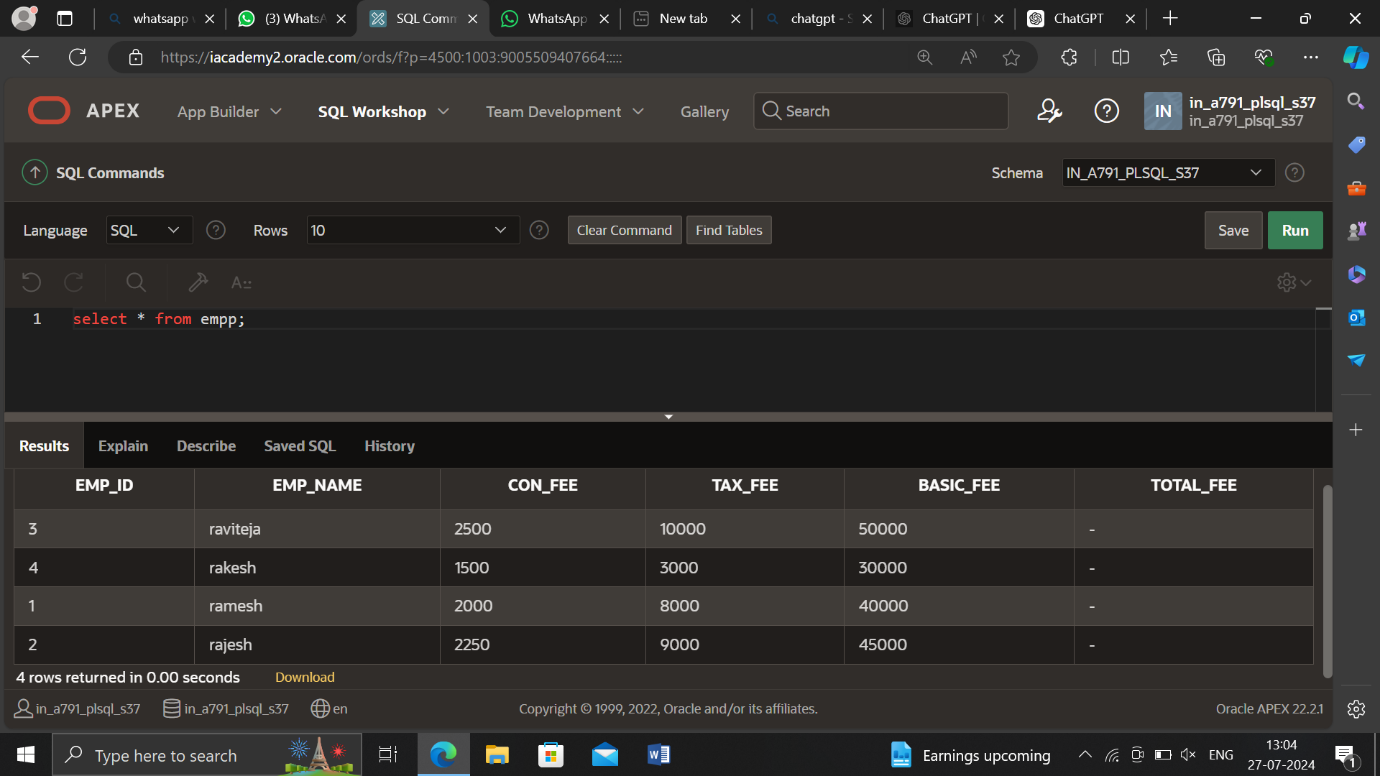 whatsapp
(3) WhatsA
SQL Comm
WhatsApp
New tab
chatgpt - S
ChatGPT |
ChatGPT
https://iacademy2.oracle.com/ords/f?p=4500:1003:9005509407664:::::
APEX
App Builder
SQL Workshop
Team Development
Gallery
Search
IN
in_a791_plsql_s37
in_a791_plsql_s37
SQL Commands
Schema
IN_A791_PLSQL_S37
Language
SQL
Rows
10
Clear Command
Find Tables
Save
Run
1 select * from empp;
Results Explain Describe Saved SQL History
EMP_ID EMP_NAME CON_FEE TAX_FEE BASIC_FEE TOTAL_FEE
3 raviteja 2500 10000 50000 -
4 rakesh 1500 3000 30000 -
1 ramesh 2000 8000 40000 -
2 rajesh 2250 9000 45000 -
4 rows returned in 0.00 seconds Download
in_a791_plsql_s37 in_a791_plsql_s37 en Copyright © 1999, 2022, Oracle and/or its affiliates. Oracle APEX 22.2.1
Type here to search
Earnings upcoming
ENG
13:04
27-07-2024
1